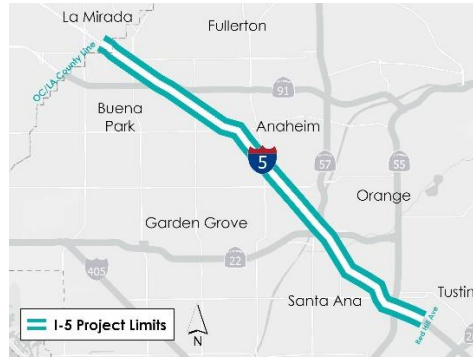 La Mirada
Fullerton
OC/LA County Line
91
Buena
Park
Anaheim
5
57
55
Orange
Garden Grove
22
405
Santa Ana
Tustin
Red Hill Ave
I-5 Project Limits
N